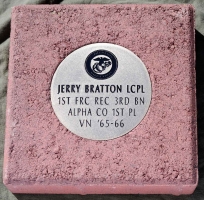 JERRY BRATTON LCPL
1ST FRC REC 3RD BN
ALPHA CO 1ST PL
VN '65-66